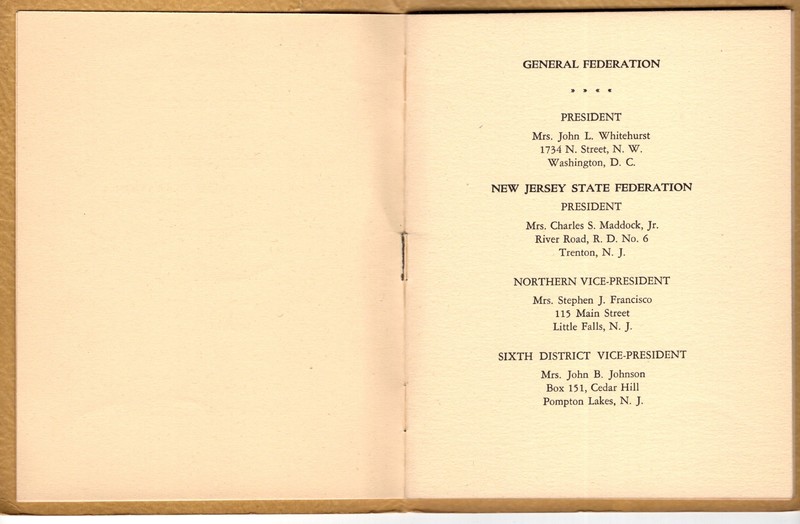 GENERAL FEDERATION
» » « «
PRESIDENT
Mrs. John L. Whitehurst
1734 N. Street, N. W.
Washington, D. C.
NEW JERSEY STATE FEDERATION
PRESIDENT
Mrs. Charles S. Maddock, Jr.
River Road, R. D. No. 6
Trenton, N. J.
NORTHERN VICE-PRESIDENT
Mrs. Stephen J. Francisco
115 Main Street
Little Falls, N. J.
SIXTH DISTRICT VICE-PRESIDENT
Mrs. John B. Johnson
Box 151, Cedar Hill
Pompton Lakes, N. J.